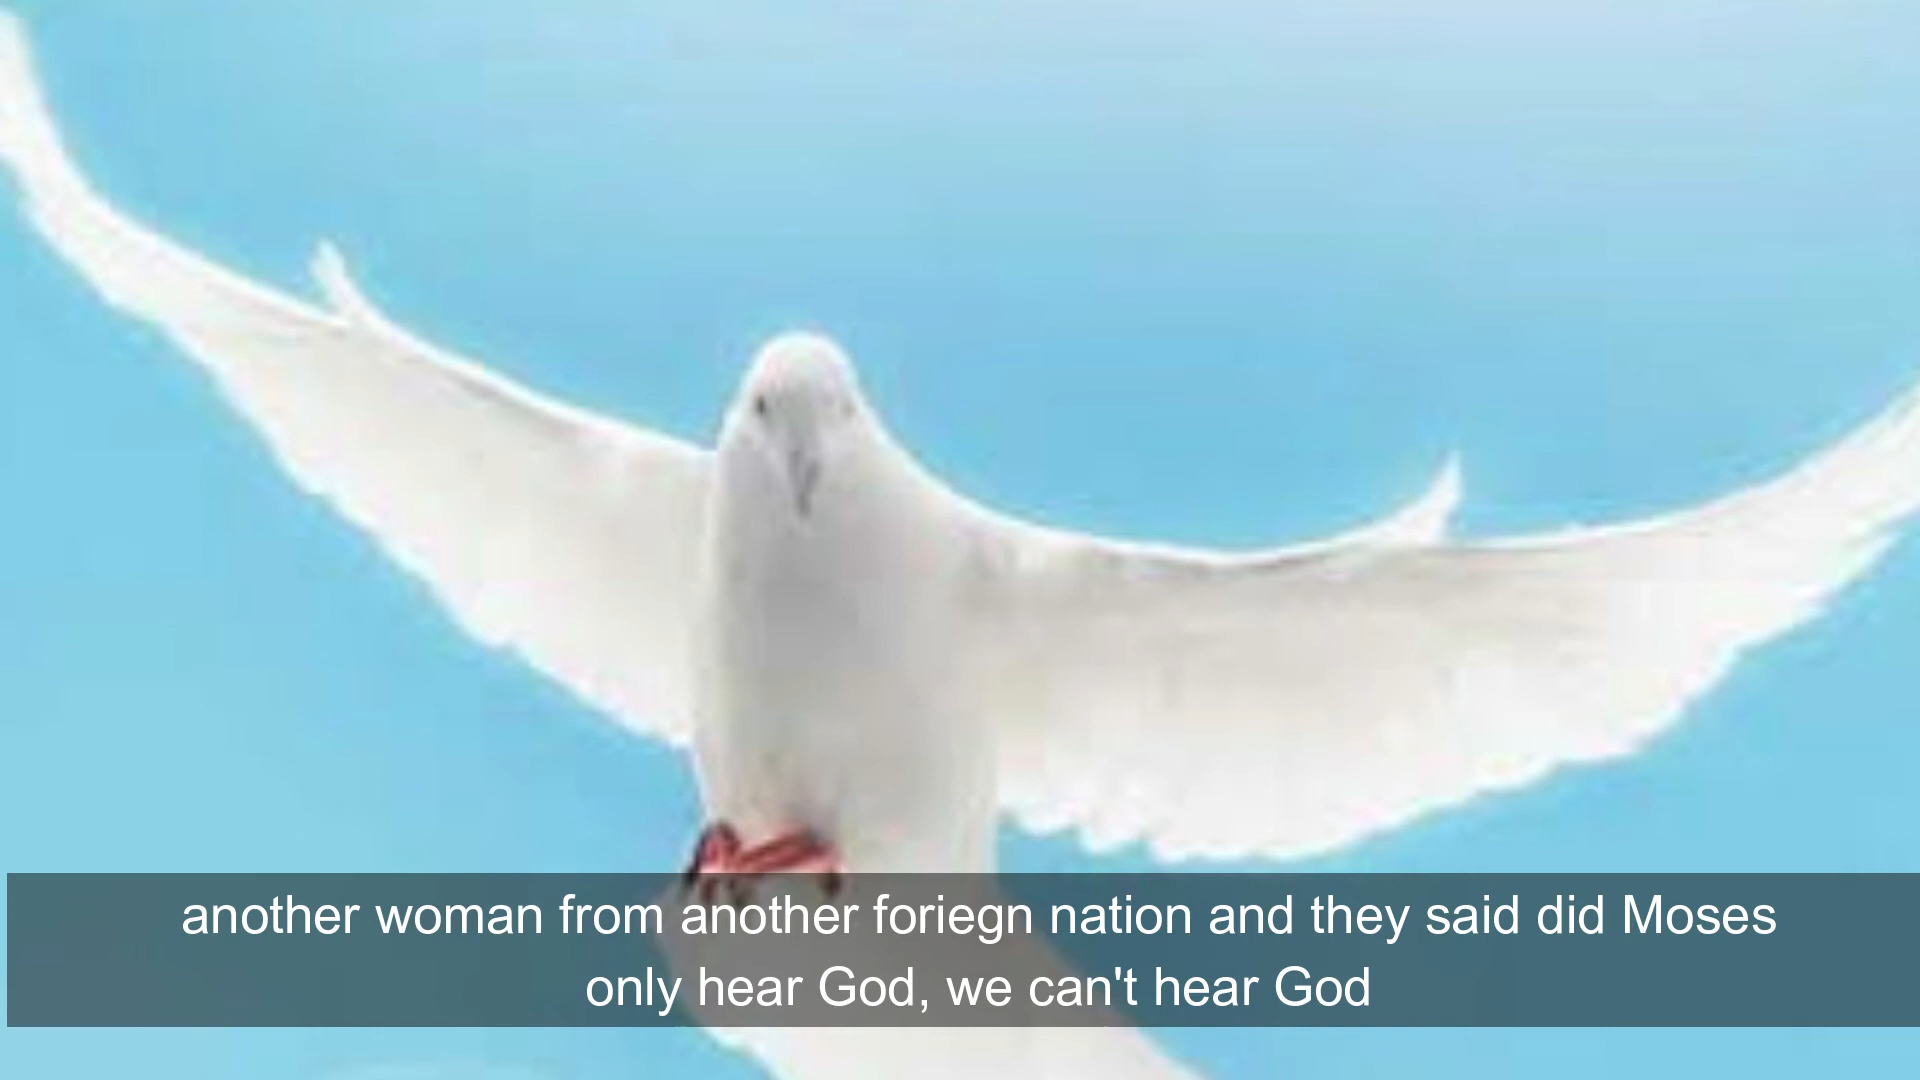 another woman from another foriegn nation and they said did Moses
only hear God, we can't hear God